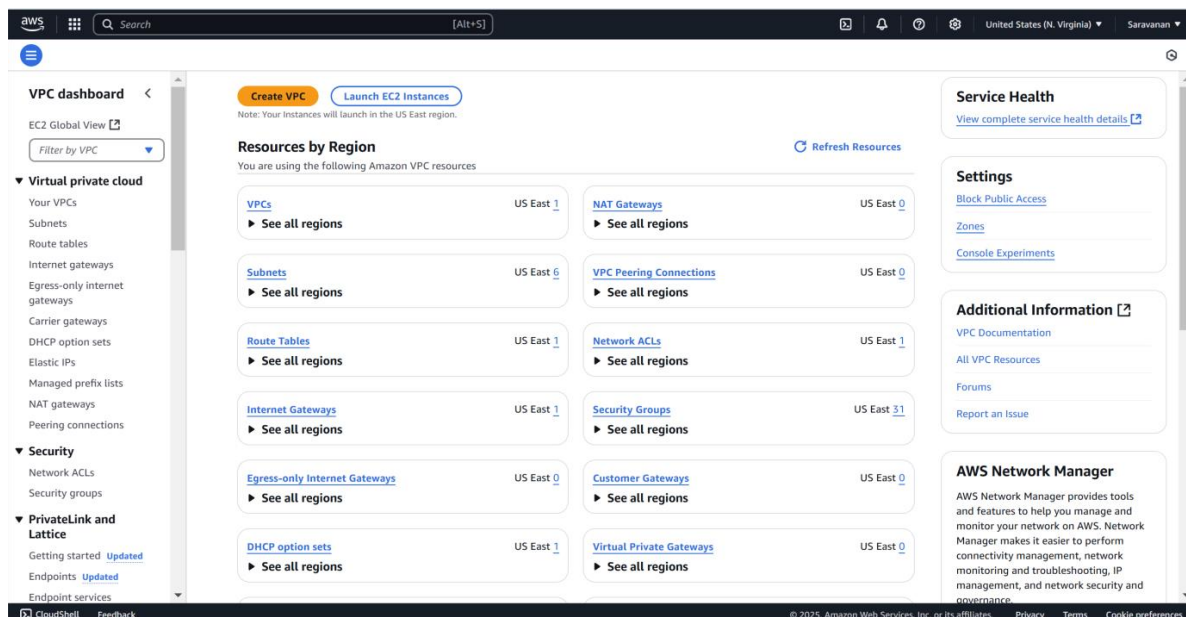 aws
Search [Alt+S]
United States (N. Virginia) Saravanan
VPC dashboard
EC2 Global View
Filter by VPC
Virtual private cloud
Your VPCs
Subnets
Route tables
Internet gateways
Egress-only internet
gateways
Carrier gateways
DHCP option sets
Elastic IPs
Managed prefix lists
NAT gateways
Peering connections
Security
Network ACLs
Security groups
PrivateLink and
Lattice
Getting started Updated
Endpoints Updated
Endpoint services
Create VPC Launch EC2 Instances
Note: Your Instances will launch in the US East region.
Resources by Region
Refresh Resources
You are using the following Amazon VPC resources
VPCs US East 1
See all regions
NAT Gateways US East 0
See all regions
Subnets US East 6
See all regions
VPC Peering Connections US East 0
See all regions
Route Tables US East 1
See all regions
Network ACLs US East 1
See all regions
Internet Gateways US East 1
See all regions
Security Groups US East 31
See all regions
Egress-only Internet Gateways US East 0
See all regions
Customer Gateways US East 0
See all regions
DHCP option sets US East 1
See all regions
Virtual Private Gateways US East 0
See all regions
Service Health
View complete service health details
Settings
Block Public Access
Zones
Console Experiments
Additional Information
VPC Documentation
All VPC Resources
Forums
Report an Issue
AWS Network Manager
AWS Network Manager provides tools
and features to help you manage and
monitor your network on AWS. Network
Manager makes it easier to perform
connectivity management, network
monitoring and troubleshooting, IP
management, and network security and
governance.
CloudShell Feedback
© 2025, Amazon Web Services, Inc. or its affiliates. Privacy Terms Cookie preferences